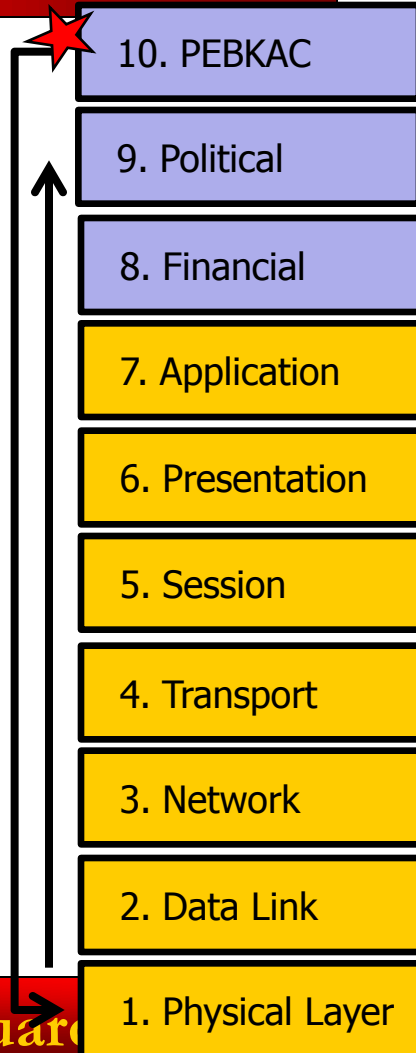 10. PEBKAC
9. Political
8. Financial
7. Application
6. Presentation
5. Session
4. Transport
3. Network
2. Data Link
1. Physical Layer